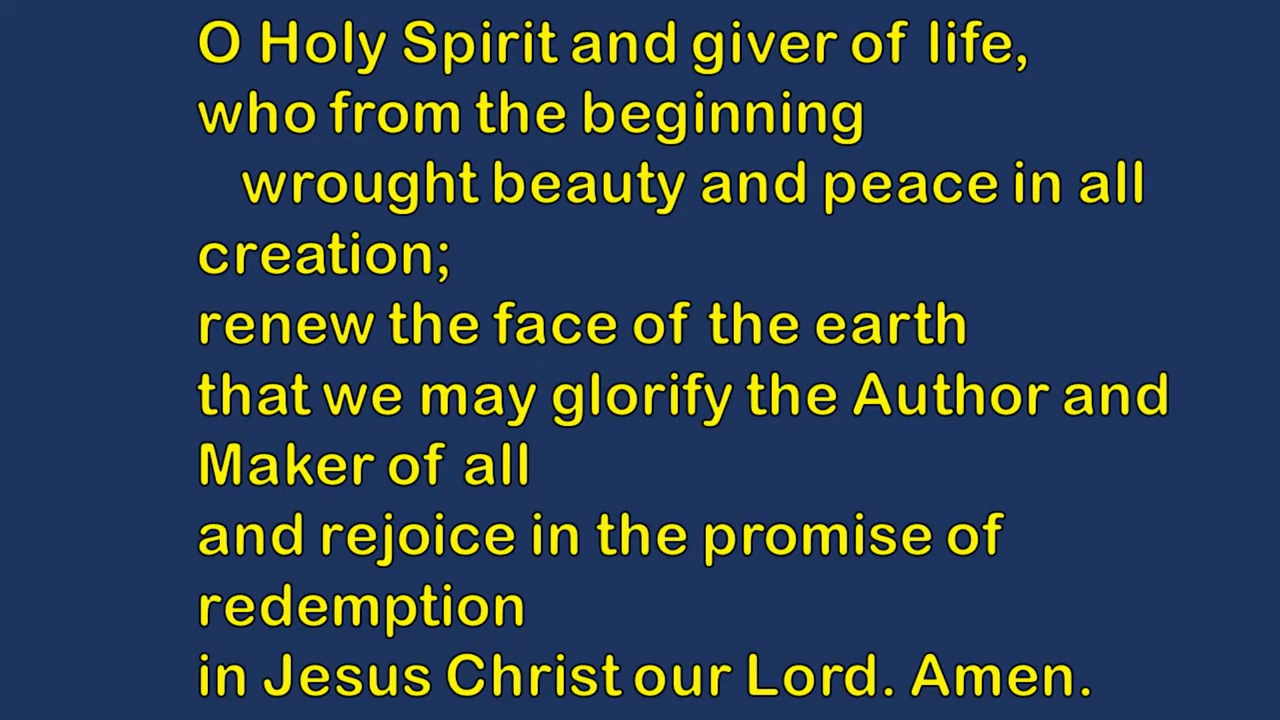 O Holy Spirit and giver of life,
who from the beginning
wrought beauty and peace in all
creation;
renew the face of the earth
that we may glorify the Author and
Maker of all
and rejoice in the promise of
redemption
in Jesus Christ our Lord. Amen.